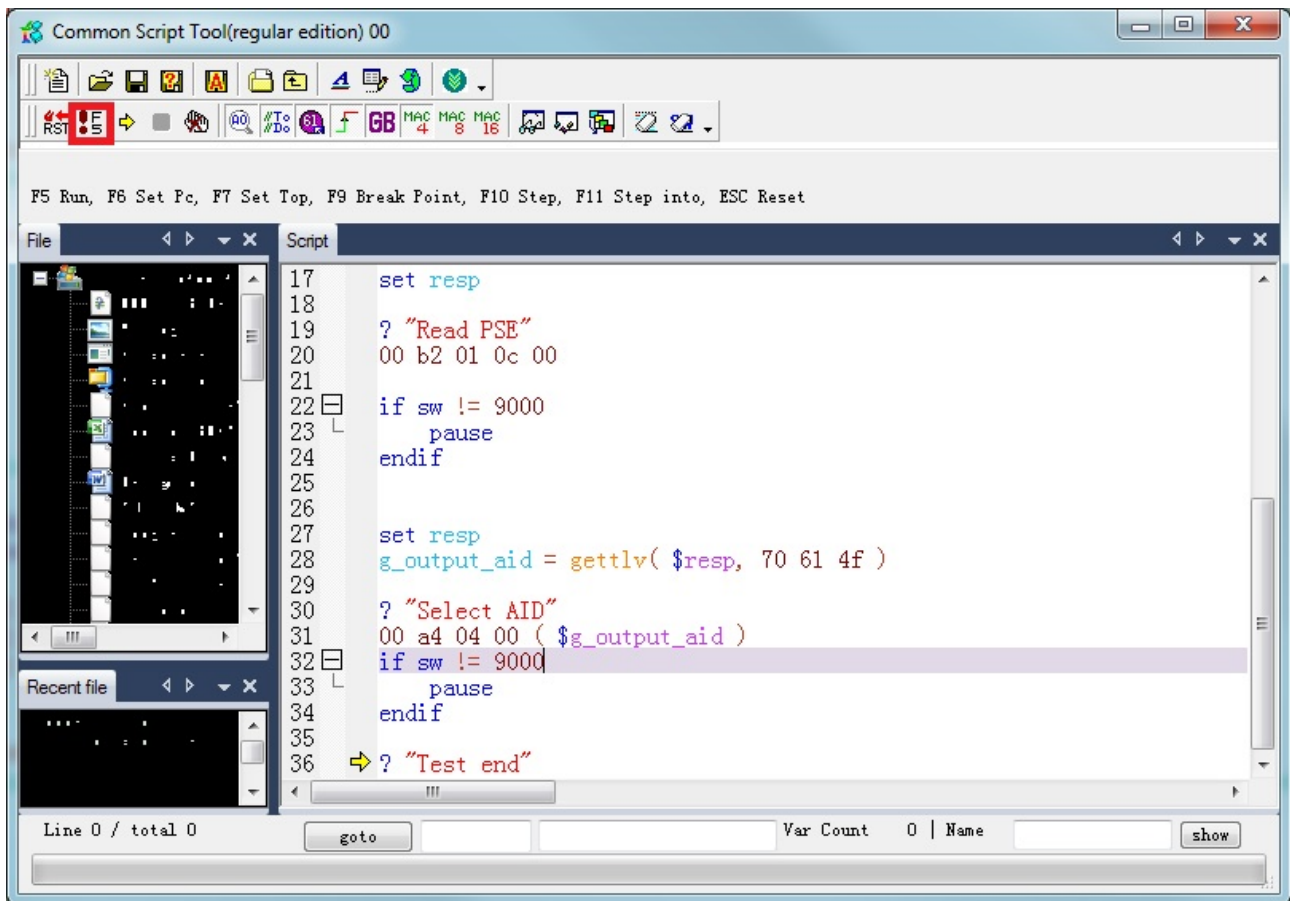 Common Script Tool(regular edition) 00
RST F5 AQ GB MAC 4 MAC 8 MAC 16
F5 Run, F6 Set Pc, F7 Set Top, F9 Break Point, F10 Step, F11 Step into, ESC Reset
File
Script
17 set resp
18
19 ? "Read PSE"
20 00 b2 01 0c 00
21
22 if sw != 9000
23 pause
24 endif
25
26
27 set resp
28 g_output_aid = gettlv( $resp, 70 61 4f )
29
30 ? "Select AID"
31 00 a4 04 00 ( $g_output_aid )
32 if sw != 9000
33 pause
34 endif
35
36 ? "Test end"
Recent file
Line 0 / total 0 goto Var Count 0 | Name show